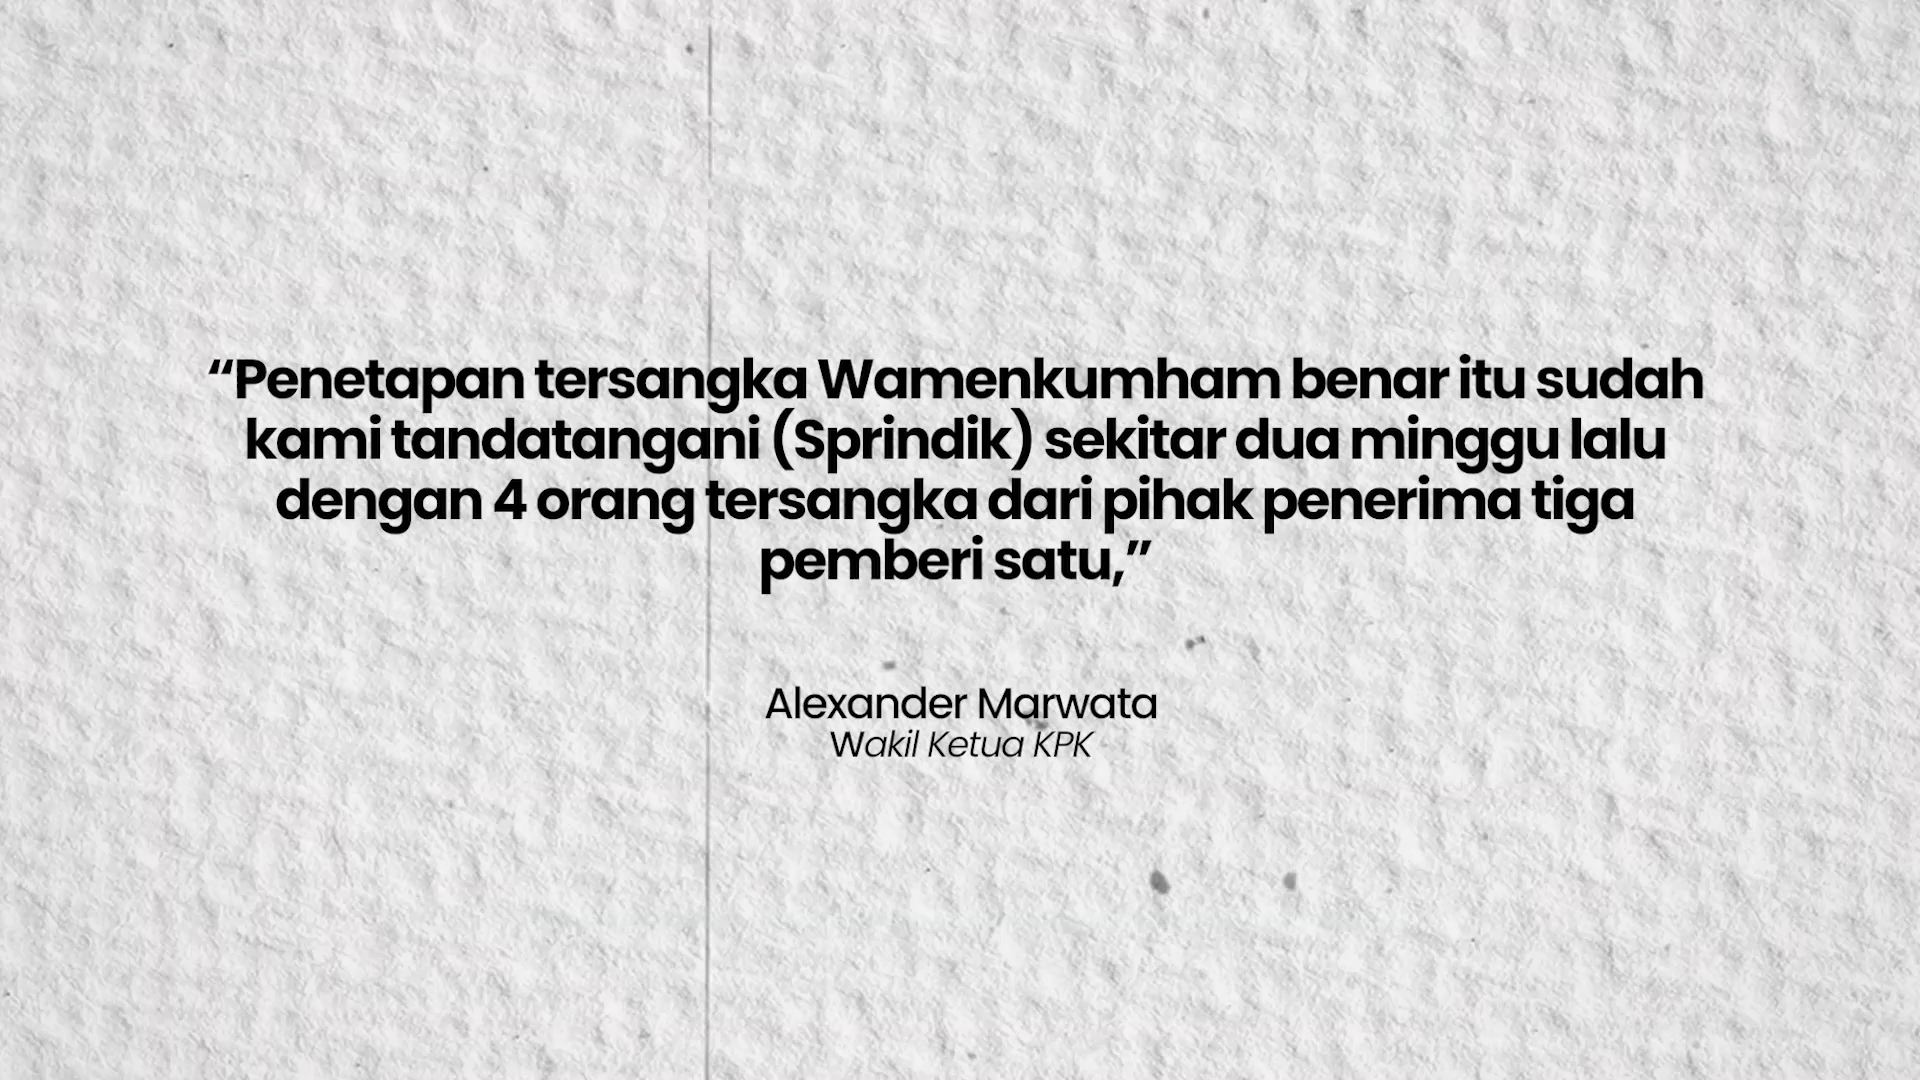 “Penetapan tersangka Wamenkumham benar itu sudah
kami tandatangani (Sprindik) sekitar dua minggu lalu
dengan 4 orang tersangka dari pihak penerima tiga
pemberi satu,”
Alexander Marwata
Wakil Ketua KPK